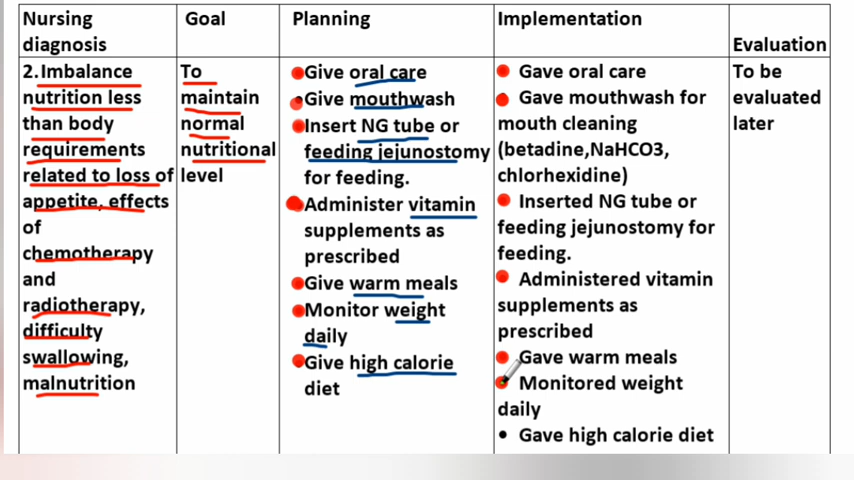 Nursing
diagnosis
Goal
Planning
Implementation
Evaluation
2.Imbalance
nutrition less
than body
requirements
related to loss of
appetite, effects
of
chemotherapy
and
radiotherapy,
difficulty
swallowing,
malnutrition
To
maintain
normal
nutritional
level
Give oral care
Give mouthwash
Insert NG tube or
feeding jejunostomy
for feeding.
Administer vitamin
supplements as
prescribed
Give warm meals
Monitor weight
daily
Give high calorie
diet
Gave oral care
Gave mouthwash for
mouth cleaning
(betadine,NaHCO3,
chlorhexidine)
Inserted NG tube or
feeding jejunostomy for
feeding.
Administered vitamin
supplements as
prescribed
Gave warm meals
Monitored weight
daily
• Gave high calorie diet
To be
evaluated
later